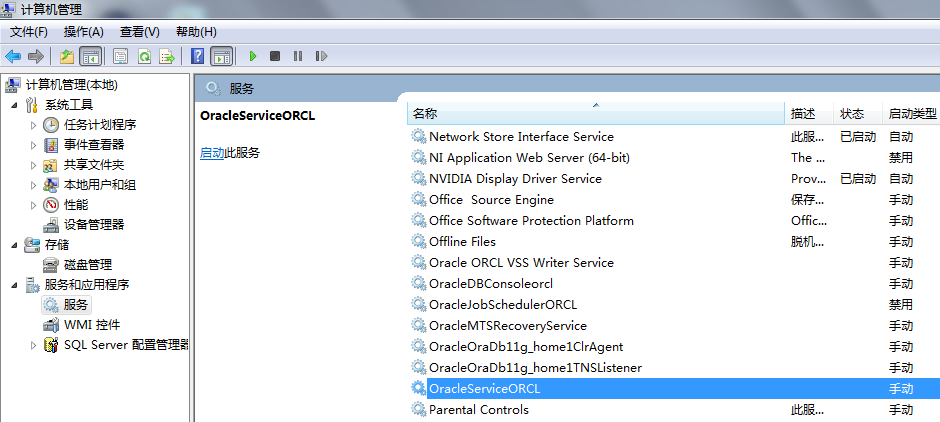 计算机管理
文件(F) 操作(A) 查看(V) 帮助(H)
计算机管理(本地)
系统工具
任务计划程序
事件查看器
共享文件夹
本地用户和组
性能
设备管理器
存储
磁盘管理
服务和应用程序
服务
WMI 控件
SQL Server 配置管理器
服务
OracleServiceORCL
启动此服务
名称 描述 状态 启动类型
Network Store Interface Service 此服... 已启动 自动
NI Application Web Server (64-bit) The ... 禁用
NVIDIA Display Driver Service Prov... 已启动 自动
Office  Source Engine 保存... 手动
Office Software Protection Platform Offic... 手动
Offline Files 脱机... 手动
Oracle ORCL VSS Writer Service 手动
OracleDBConsoleorcl 手动
OracleJobSchedulerORCL 禁用
OracleMTSRecoveryService 手动
OracleOraDb11g_home1ClrAgent 手动
OracleOraDb11g_home1TNSListener 手动
OracleServiceORCL 手动
Parental Controls 此服... 手动